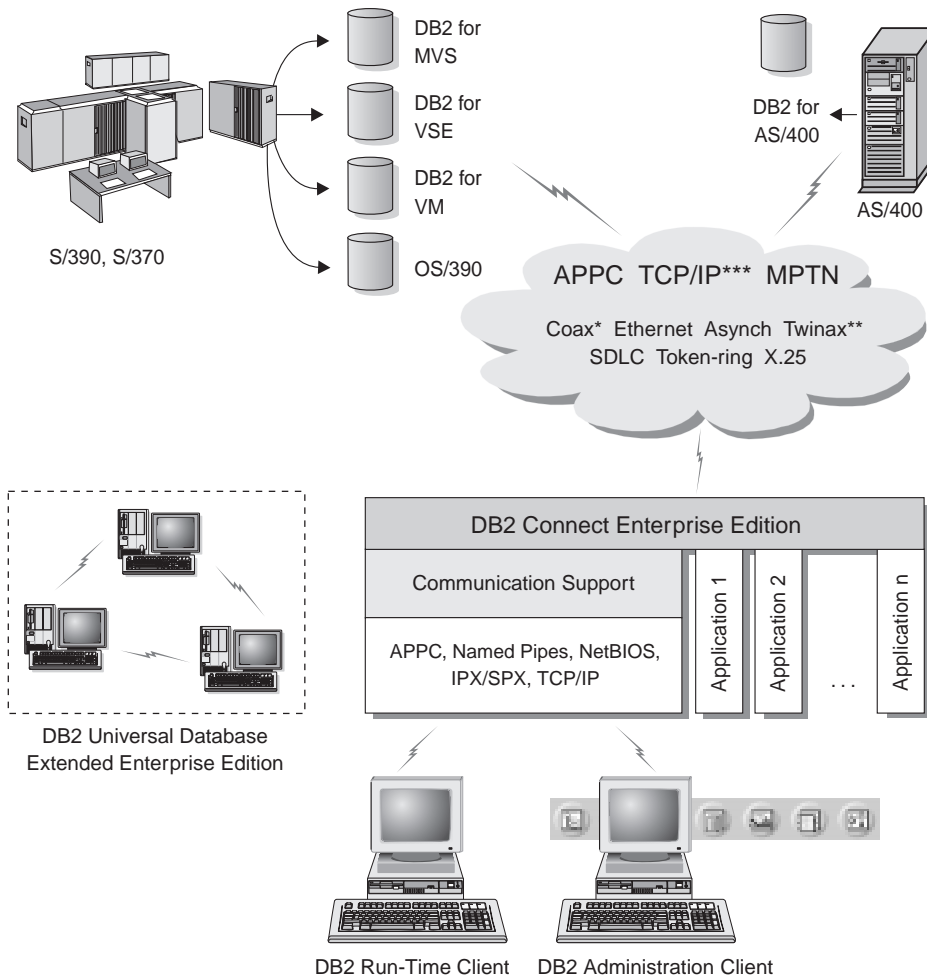 DB2 for
MVS
DB2 for
VSE
DB2 for
VM
OS/390
S/390, S/370
DB2 for
AS/400
AS/400
APPC TCP/IP*** MPTN
Coax* Ethernet Asynch Twinax**
SDLC Token-ring X.25
DB2 Connect Enterprise Edition
Communication Support
APPC, Named Pipes, NetBIOS,
IPX/SPX, TCP/IP
Application 1
Application 2
. . .
Application n
DB2 Universal Database
Extended Enterprise Edition
DB2 Run-Time Client
DB2 Administration Client